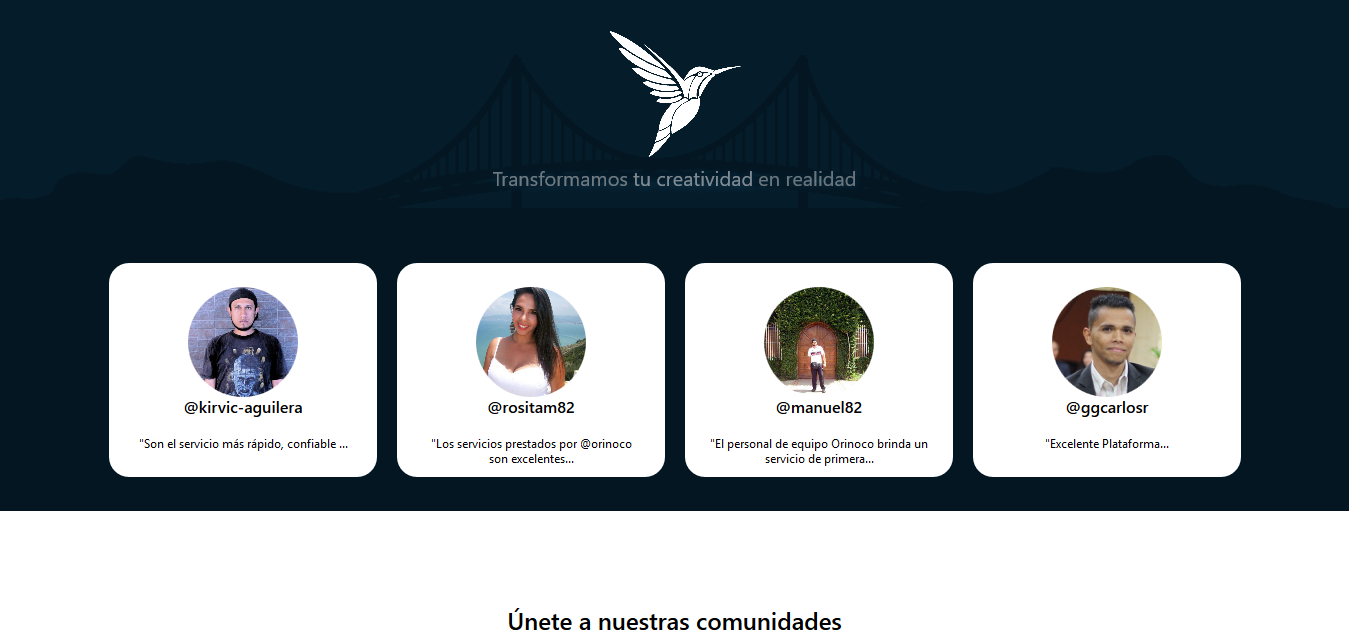 Transformamos tu creatividad en realidad
@kirvic-aguilera
"Son el servicio más rápido, confiable ...
@rositam82
"Los servicios prestados por @orinoco
son excelentes...
@manuel82
"El personal de equipo Orinoco brinda un
servicio de primera...
@ggcarlosr
"Excelente Plataforma...
Únete a nuestras comunidades